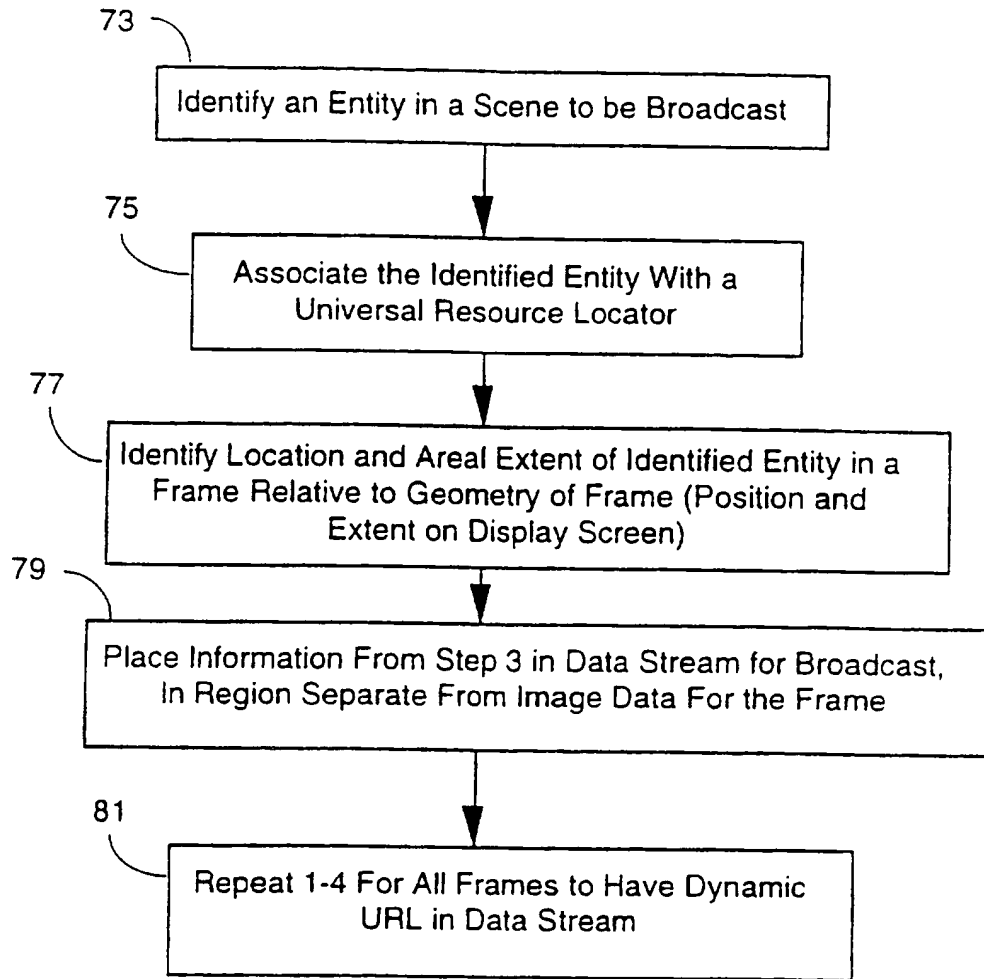 73
Identify an Entity in a Scene to be Broadcast
75
Associate the Identified Entity With a
Universal Resource Locator
77
Identify Location and Areal Extent of Identified Entity in a
Frame Relative to Geometry of Frame (Position and
Extent on Display Screen)
79
Place Information From Step 3 in Data Stream for Broadcast,
In Region Separate From Image Data For the Frame
81
Repeat 1-4 For All Frames to Have Dynamic
URL in Data Stream